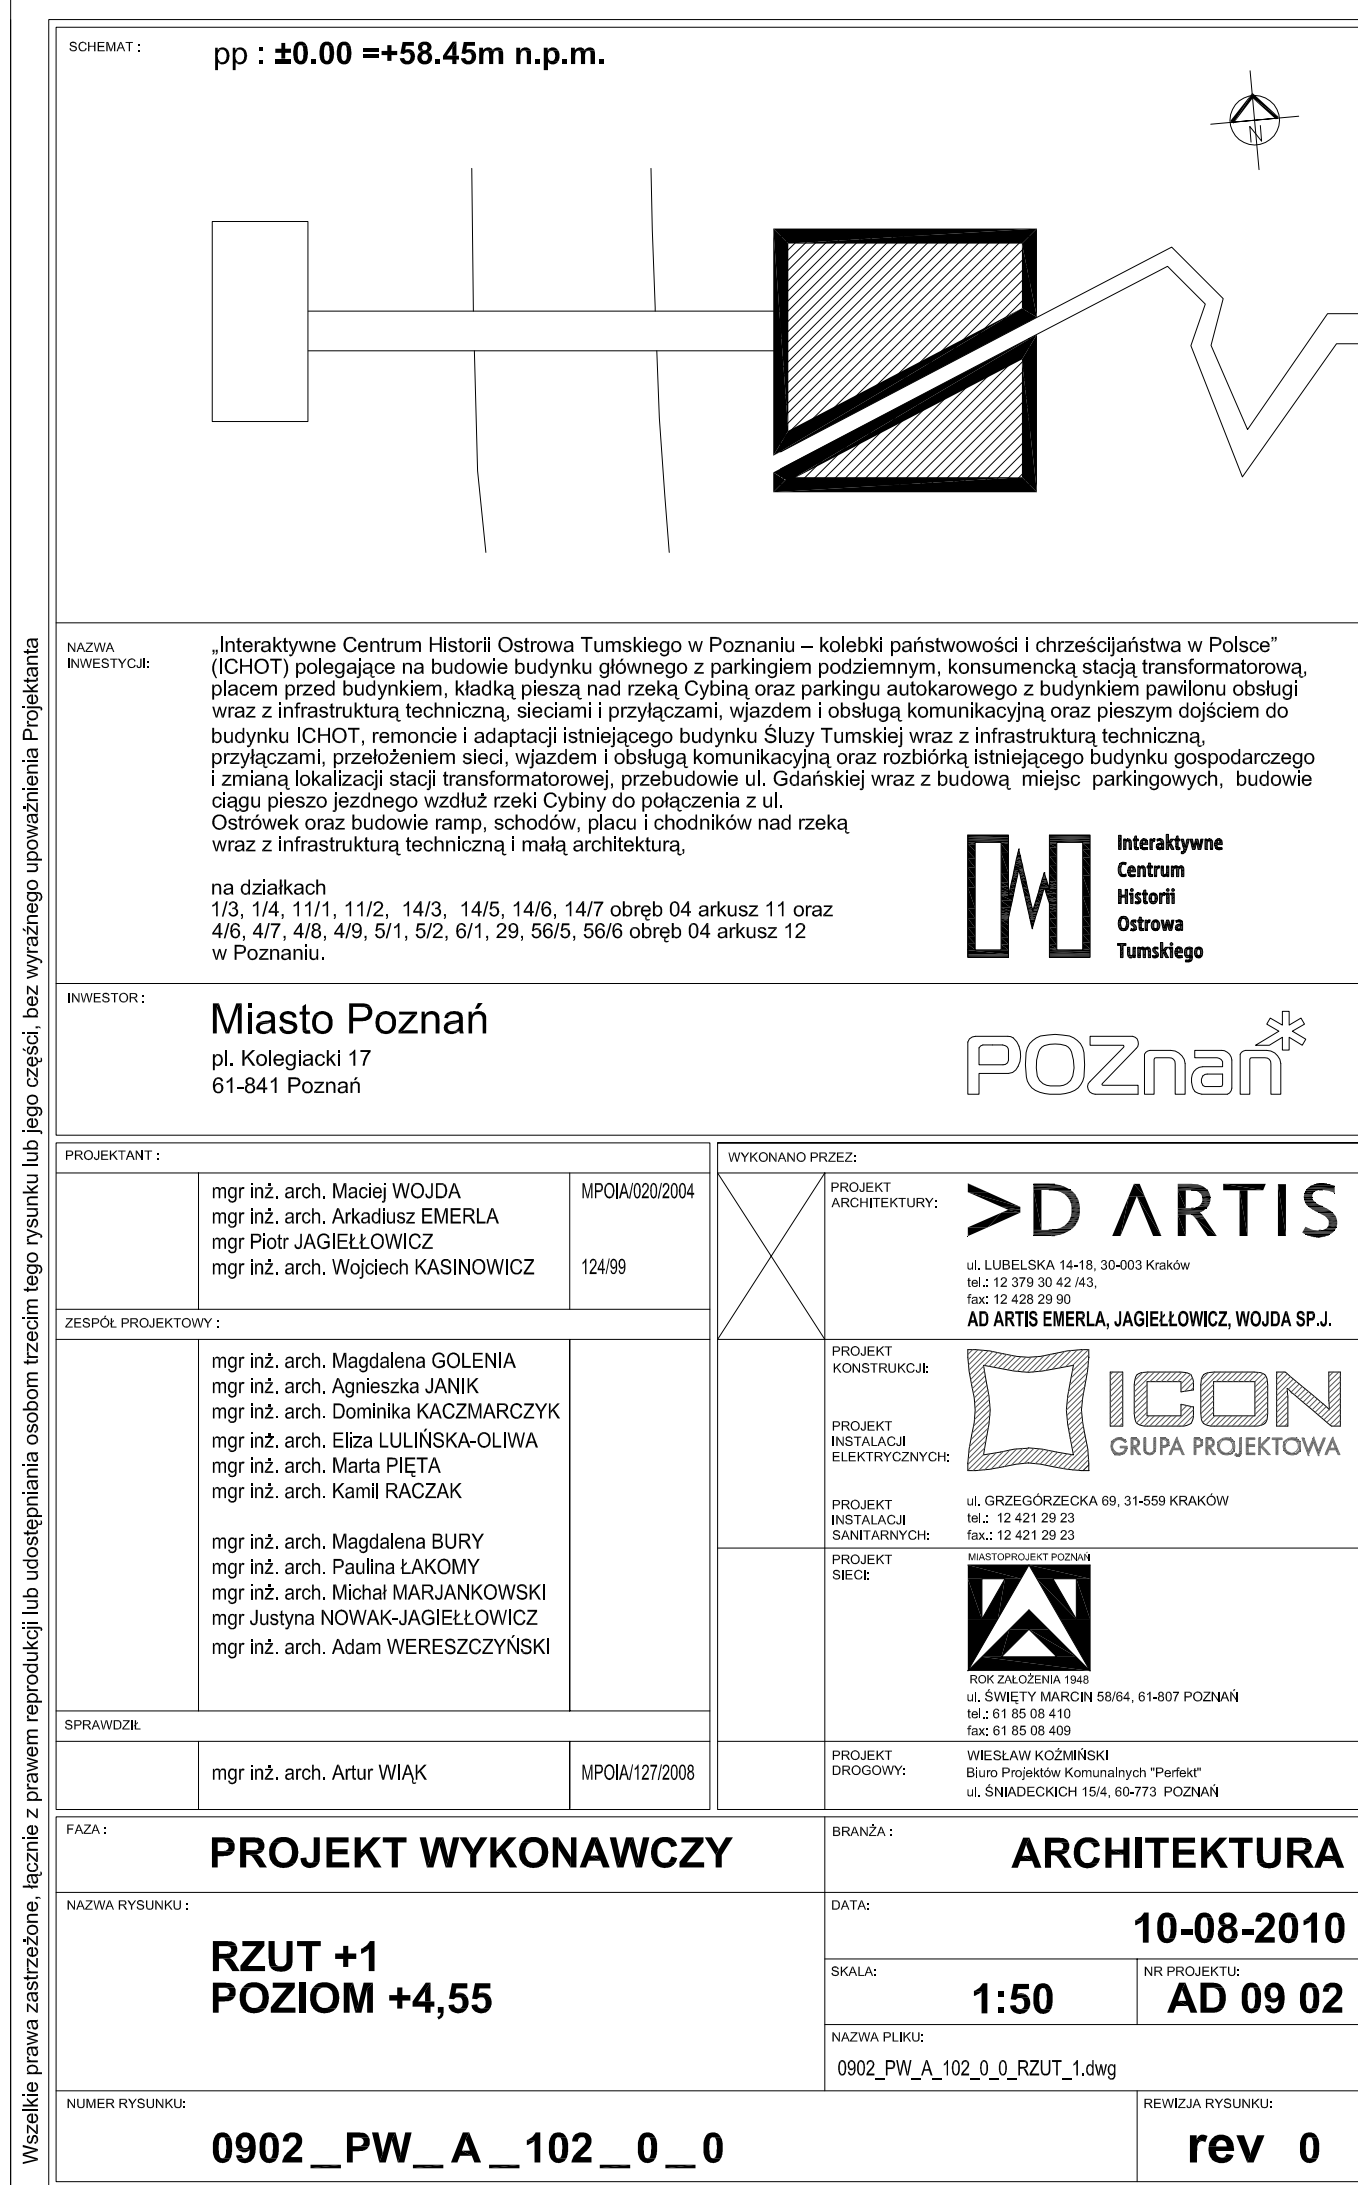 SCHEMAT :
pp : ±0.00 =+58.45m n.p.m.
N
NAZWA
INWESTYCJI:
„Interaktywne Centrum Historii Ostrowa Tumskiego w Poznaniu – kolebki państwowości i chrześcijaństwa w Polsce”
(ICHOT) polegające na budowie budynku głównego z parkingiem podziemnym, konsumencką stacją transformatorową,
placem przed budynkiem, kładką pieszą nad rzeką Cybiną oraz parkingu autokarowego z budynkiem pawilonu obsługi
wraz z infrastrukturą techniczną, sieciami i przyłączami, wjazdem i obsługą komunikacyjną oraz pieszym dojściem do
budynku ICHOT, remoncie i adaptacji istniejącego budynku Śluzy Tumskiej wraz z infrastrukturą techniczną,
przyłączami, przełożeniem sieci, wjazdem i obsługą komunikacyjną oraz rozbiórką istniejącego budynku gospodarczego
i zmianą lokalizacji stacji transformatorowej, przebudowie ul. Gdańskiej wraz z budową miejsc parkingowych, budowie
ciągu pieszo jezdnego wzdłuż rzeki Cybiny do połączenia z ul.
Ostrówek oraz budowie ramp, schodów, placu i chodników nad rzeką
wraz z infrastrukturą techniczną i małą architekturą,
na działkach
1/3, 1/4, 11/1, 11/2, 14/3, 14/5, 14/6, 14/7 obręb 04 arkusz 11 oraz
4/6, 4/7, 4/8, 4/9, 5/1, 5/2, 6/1, 29, 56/5, 56/6 obręb 04 arkusz 12
w Poznaniu.
Interaktywne
Centrum
Historii
Ostrowa
Tumskiego
INWESTOR :
Miasto Poznań
pl. Kolegiacki 17
61-841 Poznań
POZnań*
PROJEKTANT :
mgr inż. arch. Maciej WOJDA MPOIA/020/2004
mgr inż. arch. Arkadiusz EMERLA
mgr Piotr JAGIEŁŁOWICZ
mgr inż. arch. Wojciech KASINOWICZ 124/99
ZESPÓŁ PROJEKTOWY :
mgr inż. arch. Magdalena GOLENIA
mgr inż. arch. Agnieszka JANIK
mgr inż. arch. Dominika KACZMARCZYK
mgr inż. arch. Eliza LULIŃSKA-OLIWA
mgr inż. arch. Marta PIĘTA
mgr inż. arch. Kamil RACZAK
mgr inż. arch. Magdalena BURY
mgr inż. arch. Paulina ŁAKOMY
mgr inż. arch. Michał MARJANKOWSKI
mgr Justyna NOWAK-JAGIEŁŁOWICZ
mgr inż. arch. Adam WERESZCZYŃSKI
SPRAWDZIŁ
mgr inż. arch. Artur WIĄK MPOIA/127/2008
WYKONANO PRZEZ:
PROJEKT
ARCHITEKTURY:
>D ARTIS
ul. LUBELSKA 14-18, 30-003 Kraków
tel.: 12 379 30 42 /43,
fax: 12 428 29 90
AD ARTIS EMERLA, JAGIEŁŁOWICZ, WOJDA SP.J.
PROJEKT
KONSTRUKCJI:
PROJEKT
INSTALACJI
ELEKTRYCZNYCH:
PROJEKT
INSTALACJI
SANITARNYCH:
ICON
GRUPA PROJEKTOWA
ul. GRZEGÓRZECKA 69, 31-559 KRAKÓW
tel.: 12 421 29 23
fax.: 12 421 29 23
PROJEKT
SIECI:
MIASTOPROJEKT POZNAŃ
ROK ZAŁOŻENIA 1948
ul. ŚWIĘTY MARCIN 58/64, 61-807 POZNAŃ
tel.: 61 85 08 410
fax: 61 85 08 409
PROJEKT
DROGOWY:
WIESŁAW KOŹMIŃSKI
Biuro Projektów Komunalnych "Perfekt"
ul. ŚNIADECKICH 15/4, 60-773 POZNAŃ
FAZA :
PROJEKT WYKONAWCZY
BRANŻA :
ARCHITEKTURA
NAZWA RYSUNKU :
RZUT +1
POZIOM +4,55
DATA:
10-08-2010
SKALA:
1:50
NR PROJEKTU:
AD 09 02
NAZWA PLIKU:
0902_PW_A_102_0_0_RZUT_1.dwg
NUMER RYSUNKU:
0902_PW_A_102_0_0
REWIZJA RYSUNKU:
rev 0
Wszelkie prawa zastrzeżone, łącznie z prawem reprodukcji lub udostępniania osobom trzecim tego rysunku lub jego części, bez wyraźnego upoważnienia Projektanta